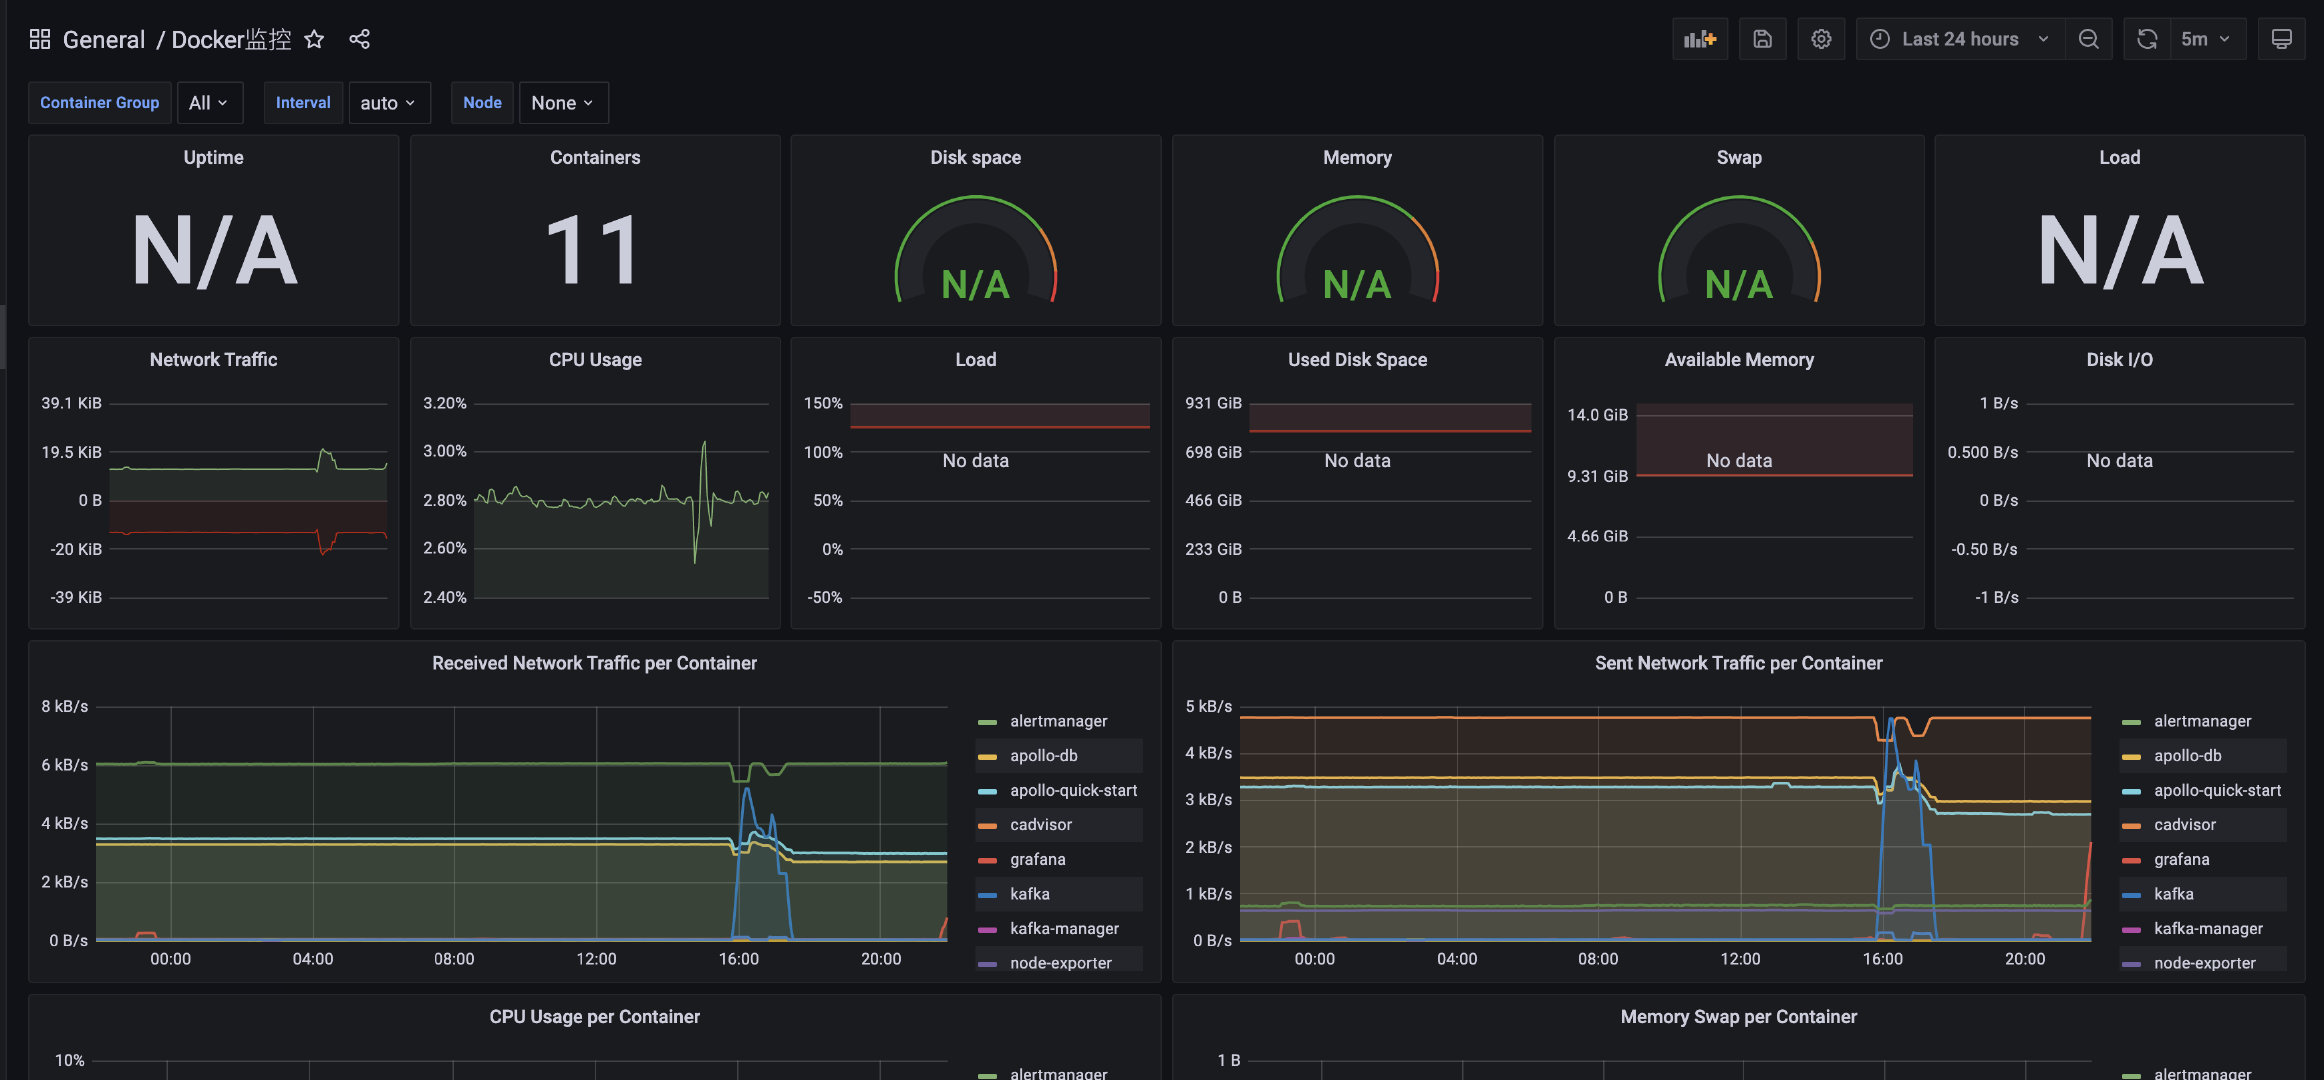 General / Docker监控
Last 24 hours
5m
Container Group
All
Interval
auto
Node
None
Uptime
N/A
Containers
11
Disk space
N/A
Memory
N/A
Swap
N/A
Load
N/A
Network Traffic
39.1 KiB
19.5 KiB
0 B
-20 KiB
-39 KiB
CPU Usage
3.20%
3.00%
2.80%
2.60%
2.40%
Load
150%
100%
50%
0%
-50%
No data
Used Disk Space
931 GiB
698 GiB
466 GiB
233 GiB
0 B
No data
Available Memory
14.0 GiB
9.31 GiB
4.66 GiB
0 B
No data
Disk I/O
1 B/s
0.500 B/s
0 B/s
-0.50 B/s
-1 B/s
No data
Received Network Traffic per Container
8 kB/s
6 kB/s
4 kB/s
2 kB/s
0 B/s
00:00
04:00
08:00
12:00
16:00
20:00
alertmanager
apollo-db
apollo-quick-start
cadvisor
grafana
kafka
kafka-manager
node-exporter
Sent Network Traffic per Container
5 kB/s
4 kB/s
3 kB/s
2 kB/s
1 kB/s
0 B/s
00:00
04:00
08:00
12:00
16:00
20:00
alertmanager
apollo-db
apollo-quick-start
cadvisor
grafana
kafka
kafka-manager
node-exporter
CPU Usage per Container
10%
alertmanager
Memory Swap per Container
1 B
alertmanager